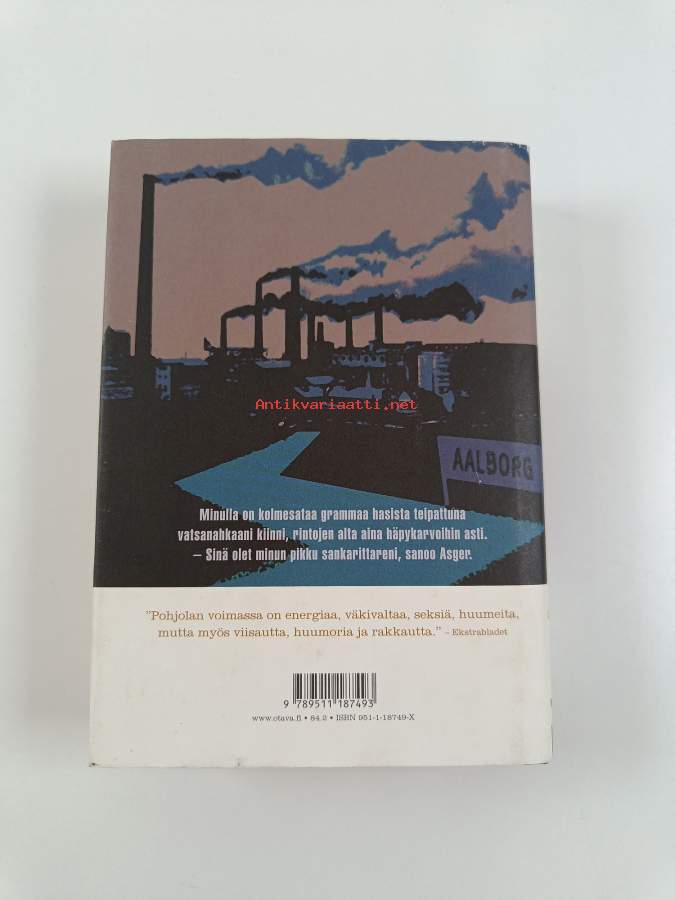 Antikvariaatti.net
AALBORG
Minulla on kolmesataa grammaa hasista teipattuna
vatsanahkaani kiinni, rintojen alta aina häpykarvoihin asti.
– Sinä olet minun pikku sankarittareni, sanoo Asger.
"Pohjolan voimassa on energiaa, väkivaltaa, seksiä, huumeita,
mutta myös viisautta, huumoria ja rakkautta." – Ekstrabladet
9 789511 187493
www.otava.fi • 84.2 • ISBN 951-1-18749-X